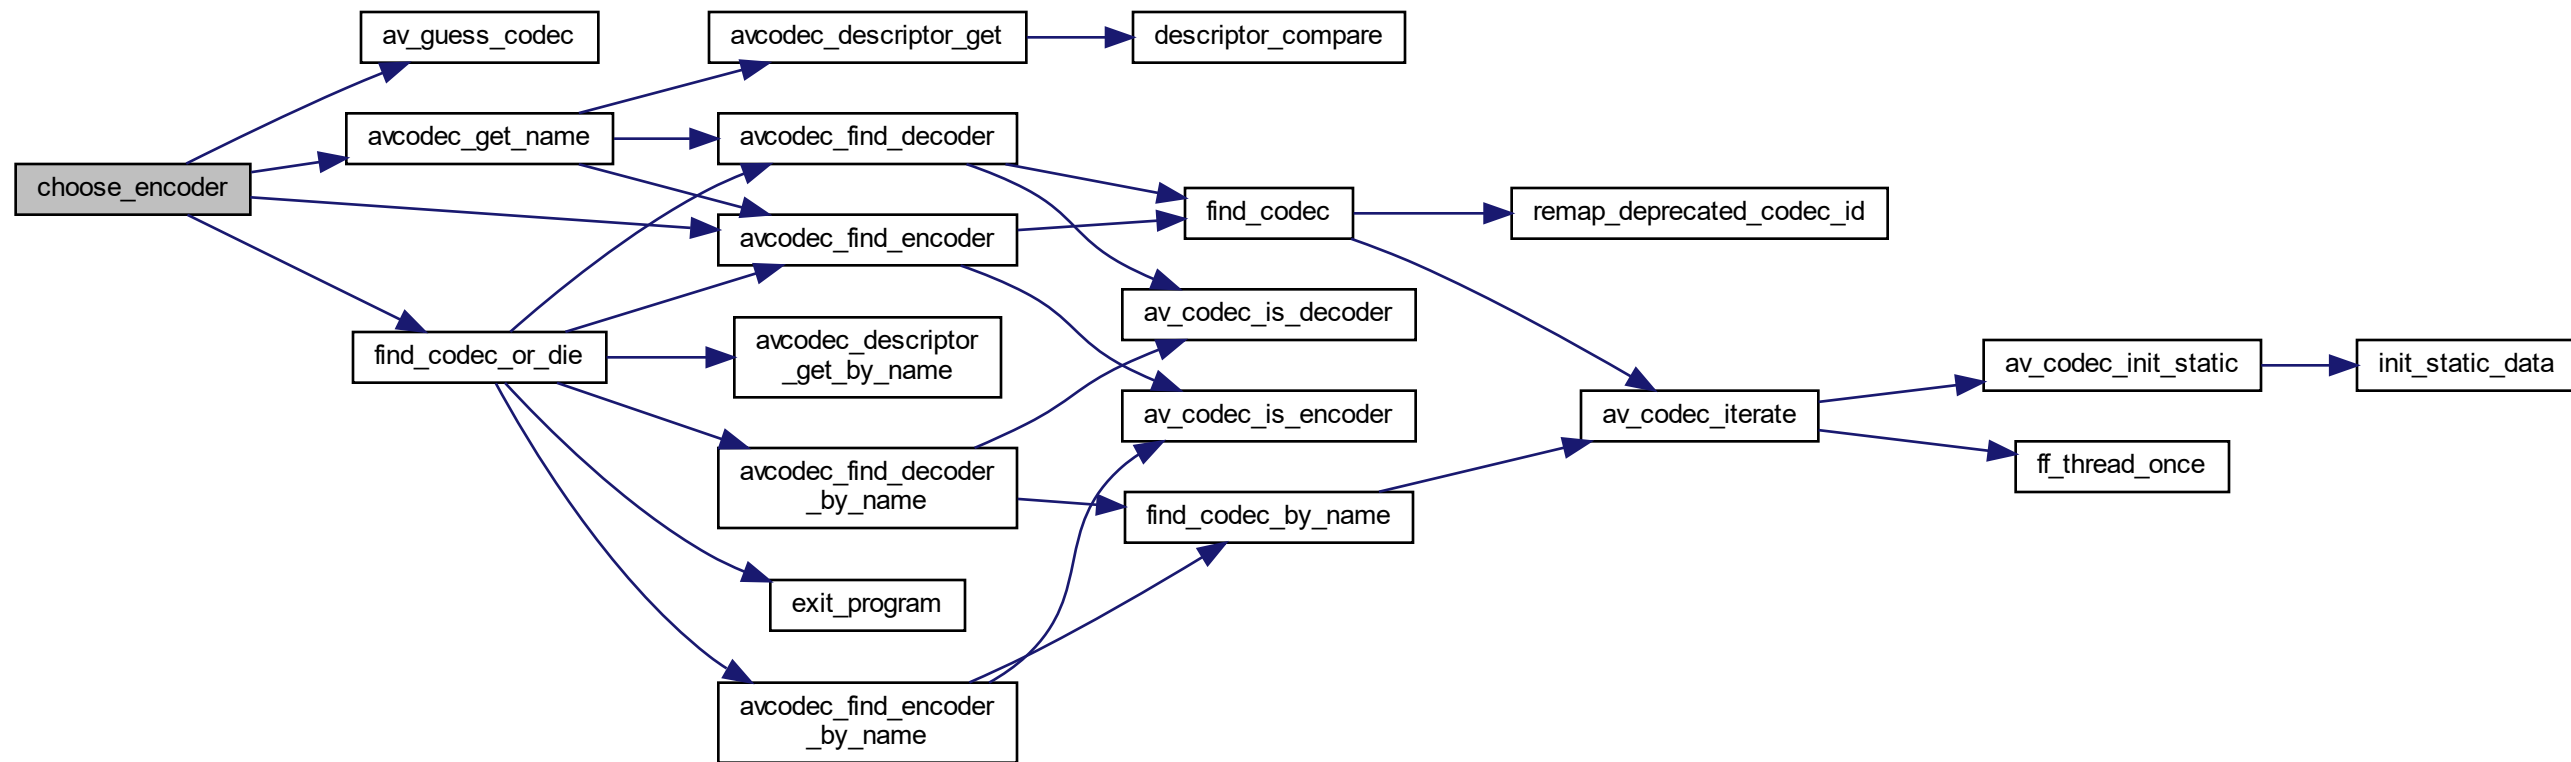 av_guess_codec
avcodec_descriptor_get
descriptor_compare
avcodec_get_name
avcodec_find_decoder
choose_encoder
find_codec
remap_deprecated_codec_id
avcodec_find_encoder
av_codec_is_decoder
find_codec_or_die
avcodec_descriptor
_get_by_name
av_codec_init_static
init_static_data
av_codec_is_encoder
av_codec_iterate
ff_thread_once
avcodec_find_decoder
_by_name
find_codec_by_name
exit_program
avcodec_find_encoder
_by_name